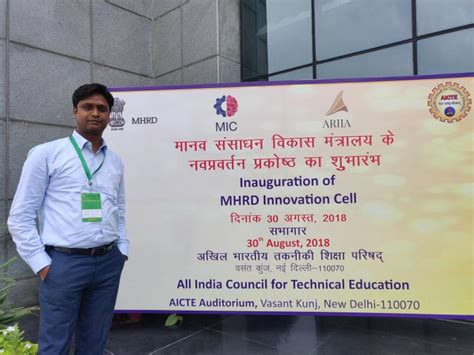 MHRD
MIC
ARIIA
AICTE
मानव संसाधन विकास मंत्रालय के
नवप्रवर्तन प्रकोष्ठ का शुभारंभ
Inauguration of
MHRD Innovation Cell
दिनांक 30 अगस्त, 2018
सभागार
30th August, 2018
अखिल भारतीय तकनीकी शिक्षा परिषद्
वसंत कुंज, नई दिल्ली-110070
All India Council for Technical Education
AICTE Auditorium, Vasant Kunj, New Delhi-110070